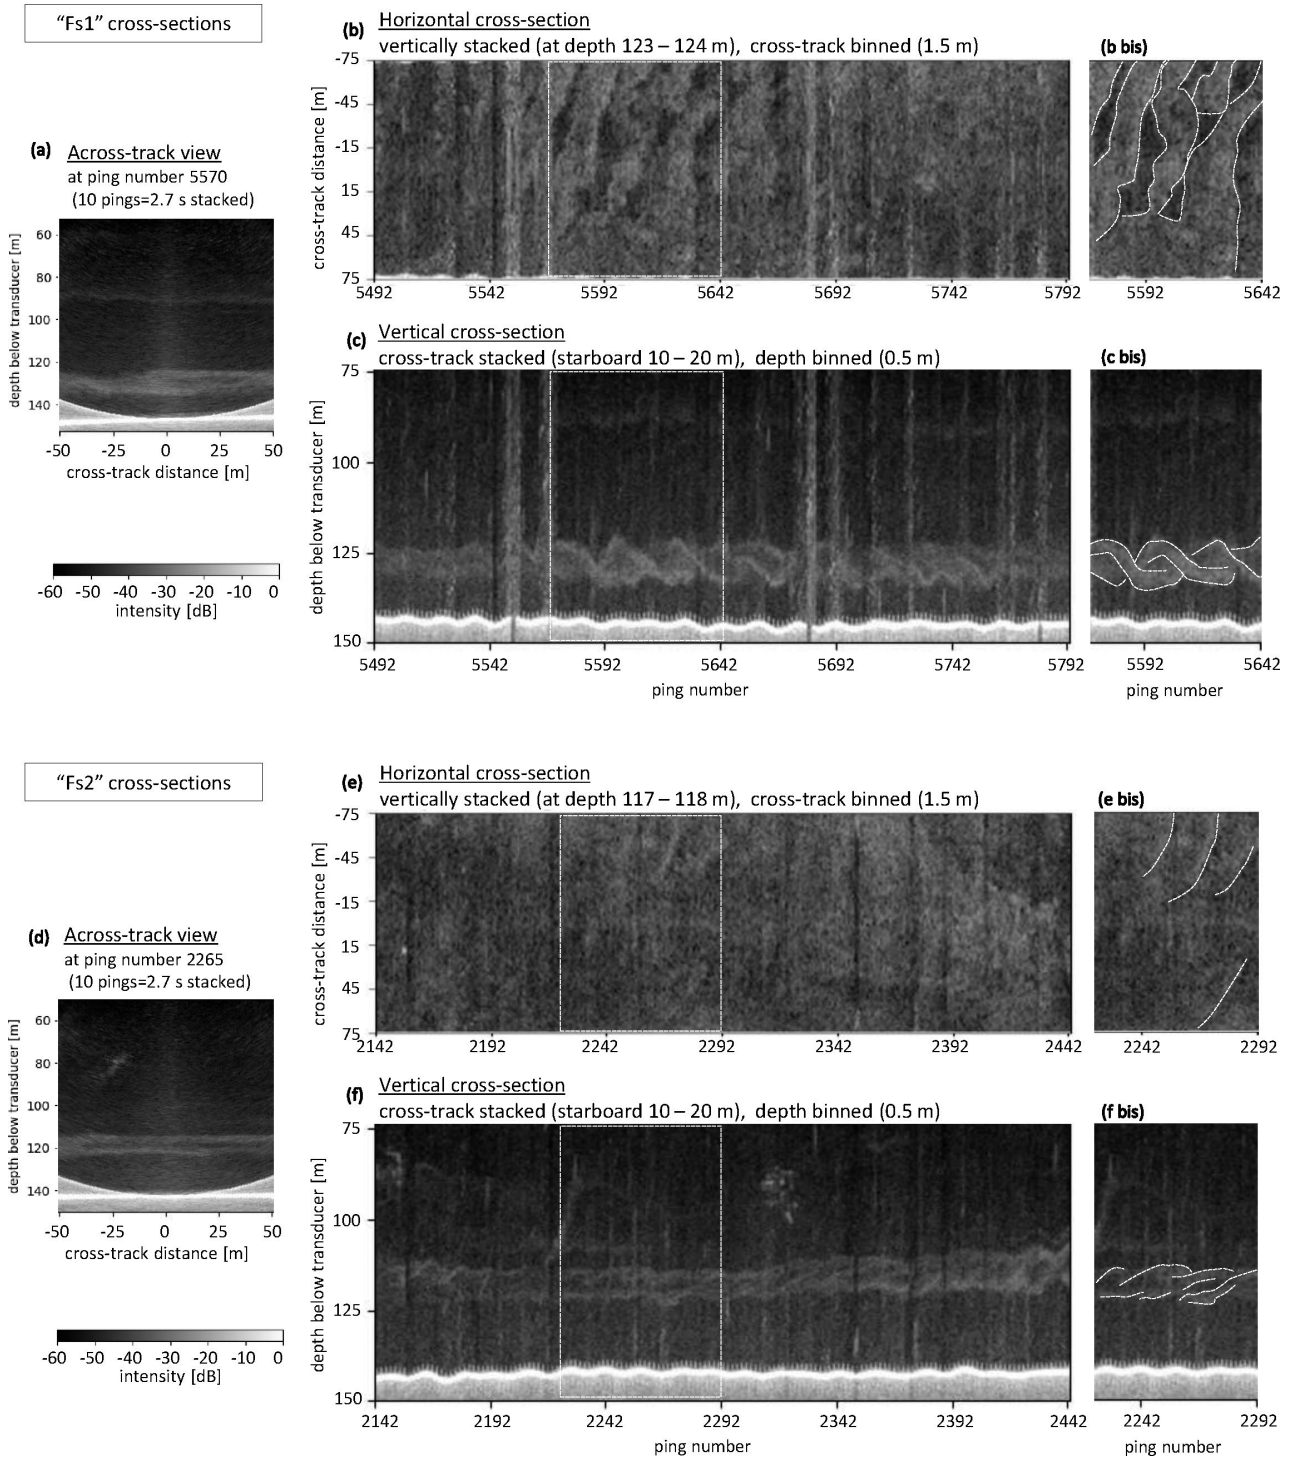 “Fs1” cross-sections
(a) Across-track view
at ping number 5570
(10 pings=2.7 s stacked)
depth below transducer [m]
60
80
100
120
140
-50 -25 0 25 50
cross-track distance [m]
-60 -50 -40 -30 -20 -10 0
intensity [dB]
(b) Horizontal cross-section
vertically stacked (at depth 123 – 124 m), cross-track binned (1.5 m)
cross-track distance [m]
-75
-45
-15
15
45
75
5492 5542 5592 5642 5692 5742 5792
(b bis)
5592 5642
(c) Vertical cross-section
cross-track stacked (starboard 10 – 20 m), depth binned (0.5 m)
depth below transducer [m]
75
100
125
150
5492 5542 5592 5642 5692 5742 5792
ping number
(c bis)
5592 5642
ping number
“Fs2” cross-sections
(d) Across-track view
at ping number 2265
(10 pings=2.7 s stacked)
depth below transducer [m]
60
80
100
120
140
-50 -25 0 25 50
cross-track distance [m]
-60 -50 -40 -30 -20 -10 0
intensity [dB]
(e) Horizontal cross-section
vertically stacked (at depth 117 – 118 m), cross-track binned (1.5 m)
cross-track distance [m]
-75
-45
-15
15
45
75
2142 2192 2242 2292 2342 2392 2442
(e bis)
2242 2292
(f) Vertical cross-section
cross-track stacked (starboard 10 – 20 m), depth binned (0.5 m)
depth below transducer [m]
75
100
125
150
2142 2192 2242 2292 2342 2392 2442
ping number
(f bis)
2242 2292
ping number